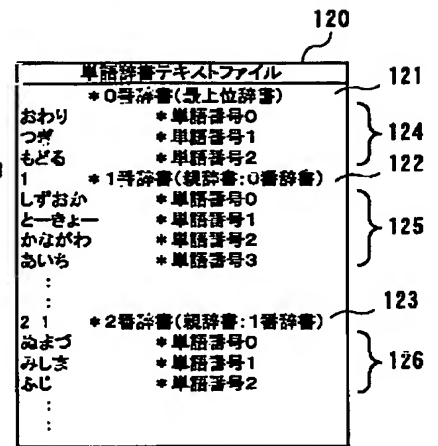 120
単語辞書テキストファイル
*0番辞書(最上位辞書) 121
おわり *単語番号0
つぎ *単語番号1 124
もどる *単語番号2
1 *1番辞書(親辞書:0番辞書) 122
しずおか *単語番号0
とーきょー *単語番号1
かながわ *単語番号2 125
あいち *単語番号3
:
:
2 1 *2番辞書(親辞書:1番辞書) 123
ぬまづ *単語番号0
みしま *単語番号1 126
ふじ *単語番号2
:
: